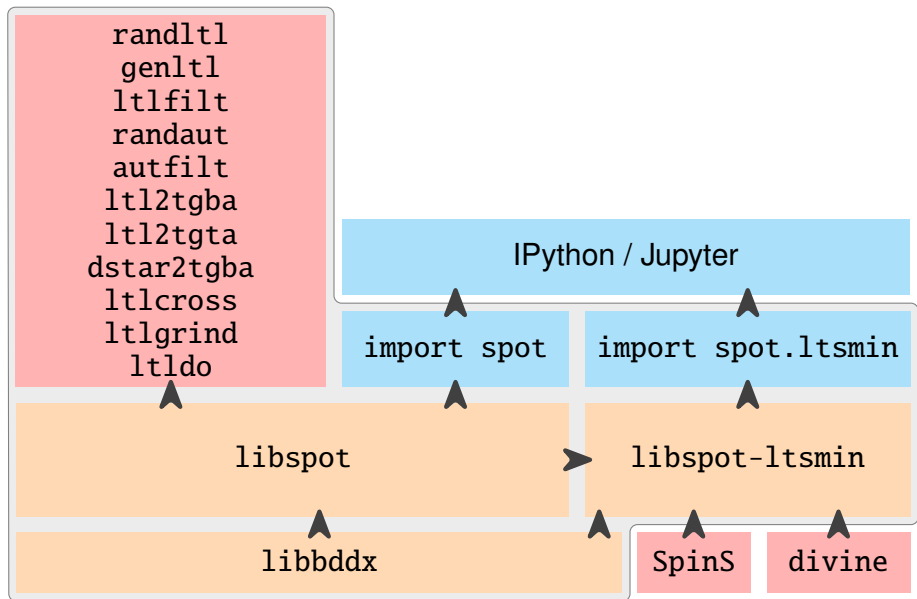 randltl
genltl
ltlfilt
randaut
autfilt
ltl2tgba
ltl2tgta
dstar2tgba
ltlcross
ltlgrind
ltldo
IPython / Jupyter
import spot
import spot.ltsmin
libspot
libspot-ltsmin
libbddx
SpinS
divine